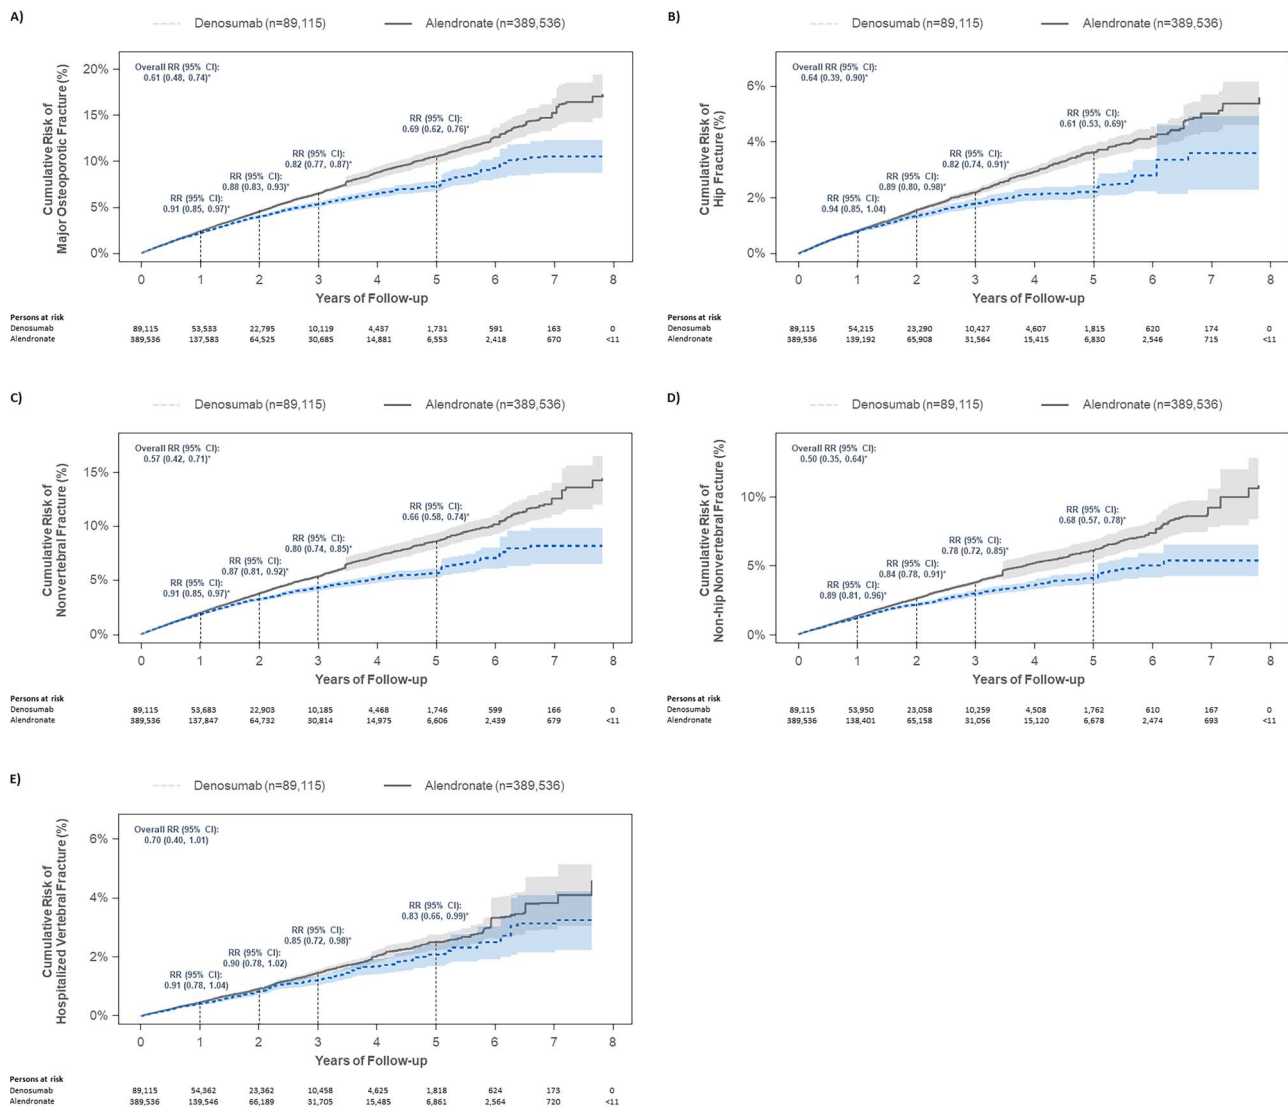 A)
Denosumab (n=89,115) Alendronate (n=389,536)
Cumulative Risk of
Major Osteoporotic Fracture (%)
20%
15%
10%
5%
0%
Overall RR (95% CI):
0.61 (0.48, 0.74)*
RR (95% CI):
0.91 (0.85, 0.97)*
RR (95% CI):
0.88 (0.83, 0.93)*
RR (95% CI):
0.82 (0.77, 0.87)*
RR (95% CI):
0.69 (0.62, 0.76)*
0 1 2 3 4 5 6 7 8
Years of Follow-up
Persons at risk
Denosumab 89,115 53,533 22,795 10,119 4,437 1,731 591 163 0
Alendronate 389,536 137,583 64,525 30,685 14,881 6,553 2,418 670 <11
B)
Denosumab (n=89,115) Alendronate (n=389,536)
Cumulative Risk of
Hip Fracture (%)
6%
4%
2%
0%
Overall RR (95% CI):
0.64 (0.39, 0.90)*
RR (95% CI):
0.94 (0.85, 1.04)
RR (95% CI):
0.89 (0.80, 0.98)*
RR (95% CI):
0.82 (0.74, 0.91)*
RR (95% CI):
0.61 (0.53, 0.69)*
0 1 2 3 4 5 6 7 8
Years of Follow-up
Persons at risk
Denosumab 89,115 54,215 23,290 10,427 4,607 1,815 620 174 0
Alendronate 389,536 139,192 65,908 31,564 15,415 6,830 2,546 715 <11
C)
Denosumab (n=89,115) Alendronate (n=389,536)
Cumulative Risk of
Nonvertebral Fracture (%)
15%
10%
5%
0%
Overall RR (95% CI):
0.57 (0.42, 0.71)*
RR (95% CI):
0.91 (0.85, 0.97)*
RR (95% CI):
0.87 (0.81, 0.92)*
RR (95% CI):
0.80 (0.74, 0.85)*
RR (95% CI):
0.66 (0.58, 0.74)*
0 1 2 3 4 5 6 7 8
Years of Follow-up
Persons at risk
Denosumab 89,115 53,683 22,903 10,185 4,468 1,746 599 166 0
Alendronate 389,536 137,847 64,732 30,814 14,975 6,606 2,439 679 <11
D)
Denosumab (n=89,115) Alendronate (n=389,536)
Cumulative Risk of
Non-hip Nonvertebral Fracture (%)
10%
5%
0%
Overall RR (95% CI):
0.50 (0.35, 0.64)*
RR (95% CI):
0.89 (0.81, 0.96)*
RR (95% CI):
0.84 (0.78, 0.91)*
RR (95% CI):
0.78 (0.72, 0.85)*
RR (95% CI):
0.68 (0.57, 0.78)*
0 1 2 3 4 5 6 7 8
Years of Follow-up
Persons at risk
Denosumab 89,115 53,950 23,058 10,259 4,508 1,762 610 167 0
Alendronate 389,536 138,401 65,158 31,056 15,120 6,678 2,474 693 <11
E)
Denosumab (n=89,115) Alendronate (n=389,536)
Cumulative Risk of
Hospitalized Vertebral Fracture (%)
6%
4%
2%
0%
Overall RR (95% CI):
0.70 (0.40, 1.01)
RR (95% CI):
0.91 (0.78, 1.04)
RR (95% CI):
0.90 (0.78, 1.02)
RR (95% CI):
0.85 (0.72, 0.98)*
RR (95% CI):
0.83 (0.66, 0.99)*
0 1 2 3 4 5 6 7 8
Years of Follow-up
Persons at risk
Denosumab 89,115 54,362 23,362 10,458 4,625 1,818 624 173 0
Alendronate 389,536 139,546 66,189 31,705 15,485 6,861 2,564 720 <11